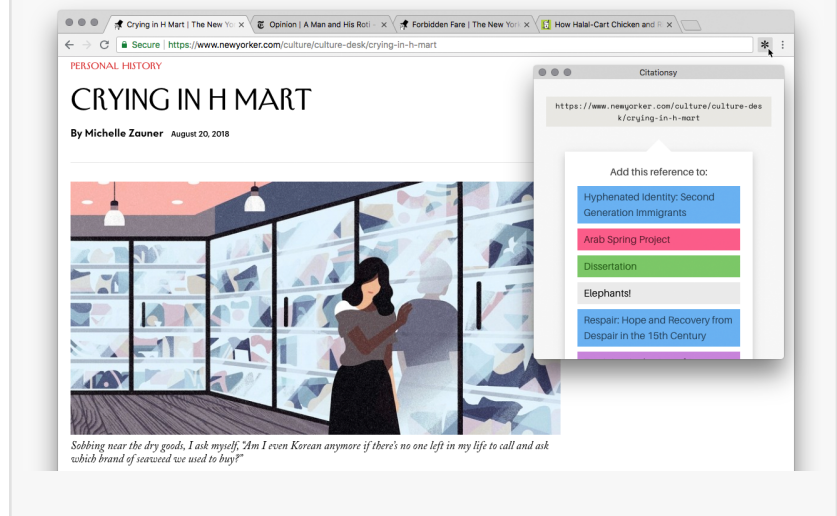 Crying in H Mart | The New Yor
Opinion | A Man and His Roti –
Forbidden Fare | The New York
How Halal-Cart Chicken and R
Secure | https://www.newyorker.com/culture/culture-desk/crying-in-h-mart
PERSONAL HISTORY
CRYING IN H MART
By Michelle Zauner August 20, 2018
Sobbing near the dry goods, I ask myself, “Am I even Korean anymore if there’s no one left in my life to call and ask
which brand of seaweed we used to buy?”
Citationsy
https://www.newyorker.com/culture/culture-des
k/crying-in-h-mart
Add this reference to:
Hyphenated Identity: Second
Generation Immigrants
Arab Spring Project
Dissertation
Elephants!
Respair: Hope and Recovery from
Despair in the 15th Century